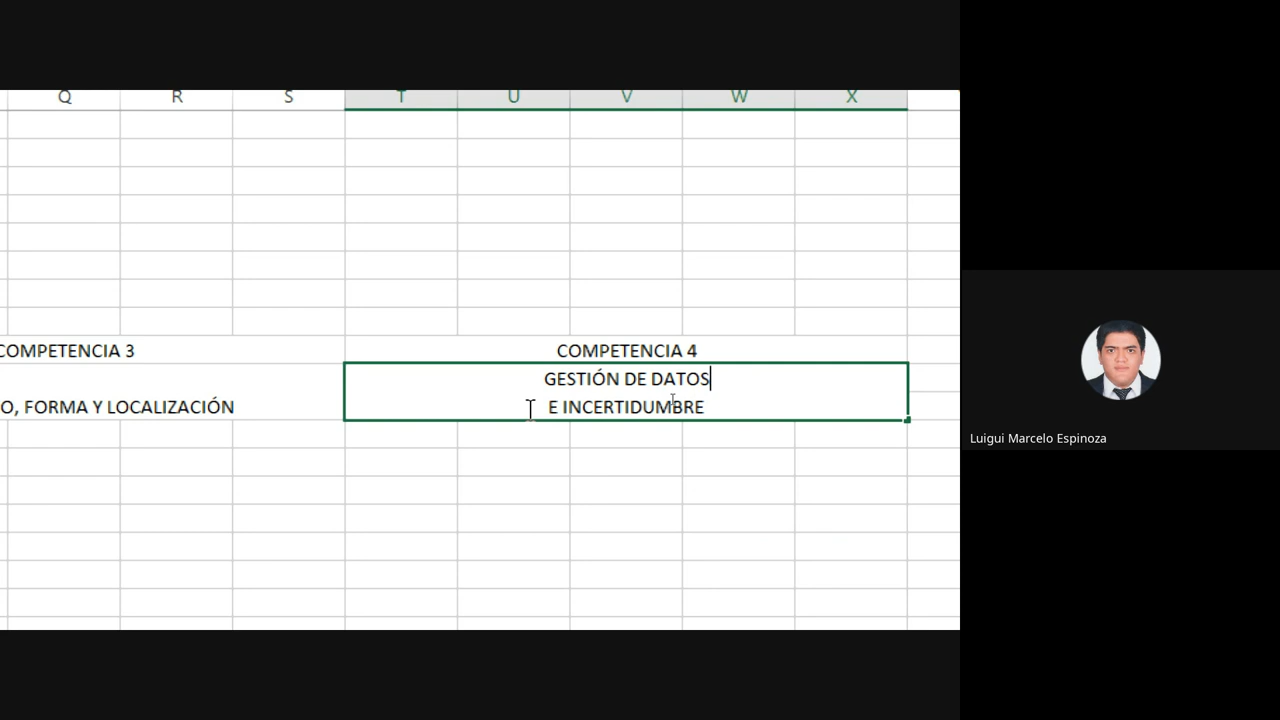 Q R S T U V W X
COMPETENCIA 3 COMPETENCIA 4
GESTIÓN DE DATOS
O, FORMA Y LOCALIZACIÓN E INCERTIDUMBRE
Luigui Marcelo Espinoza